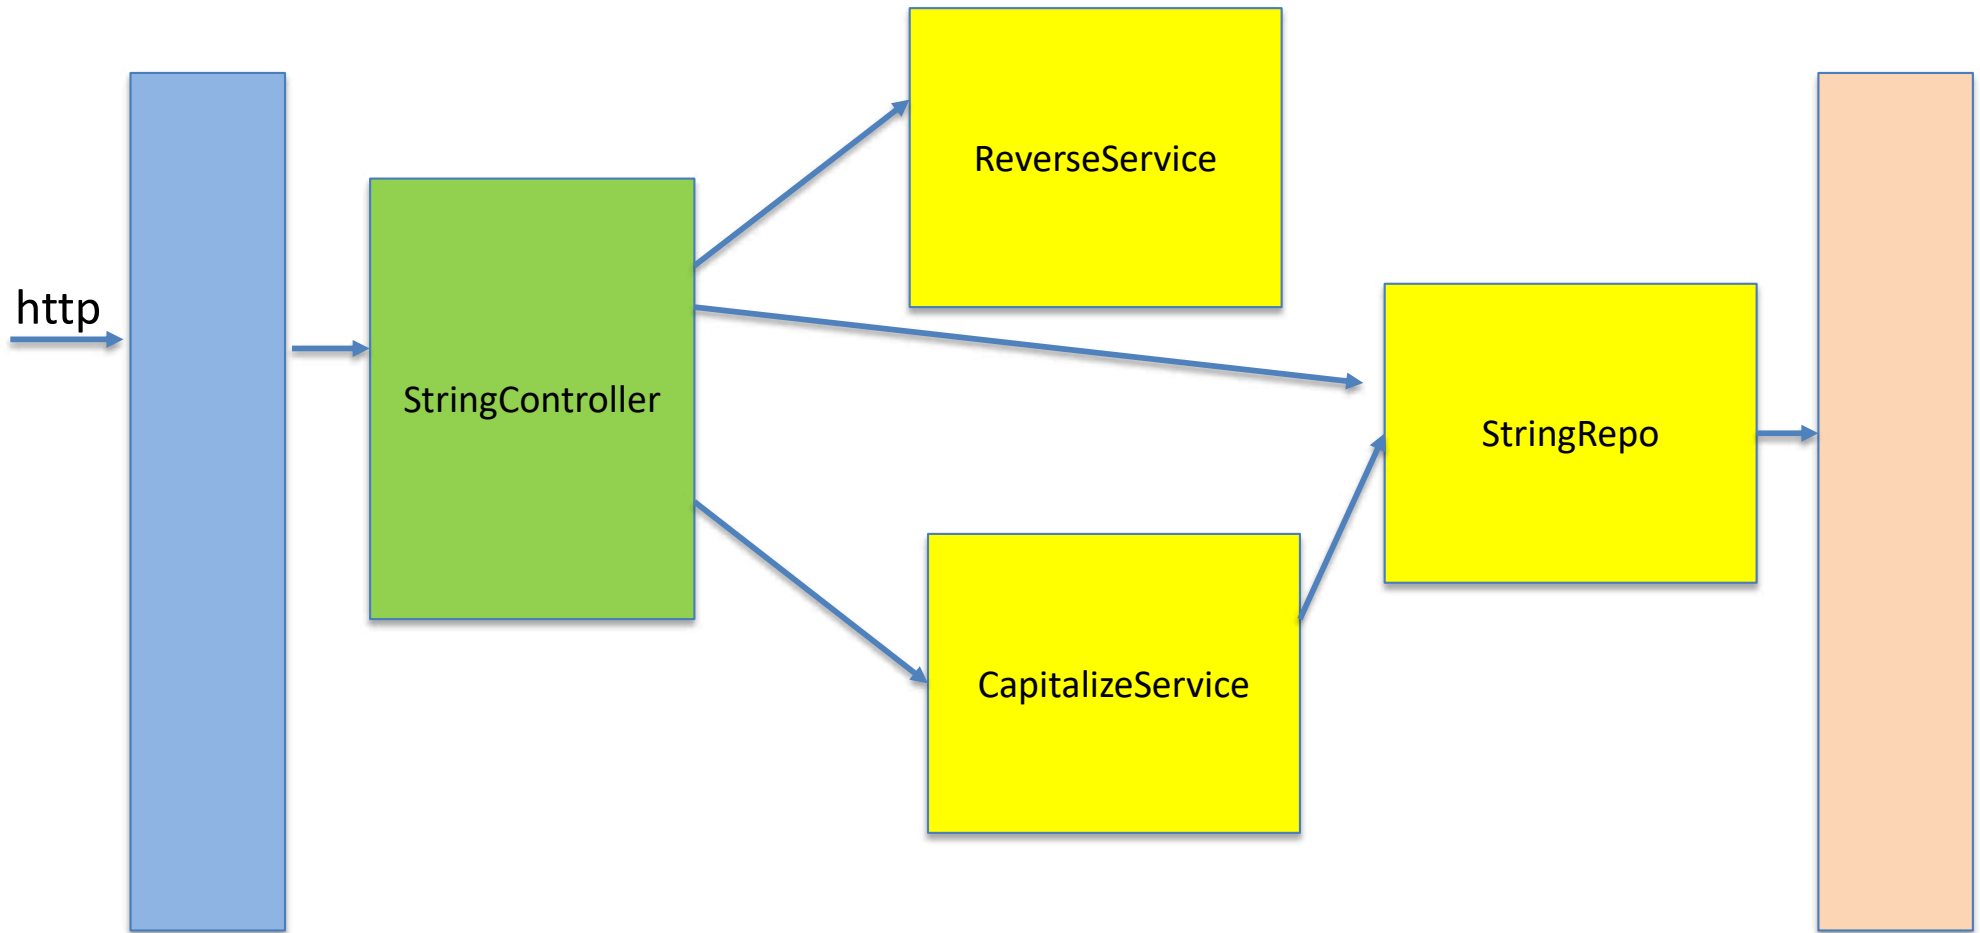 http
StringController
ReverseService
StringRepo
CapitalizeService